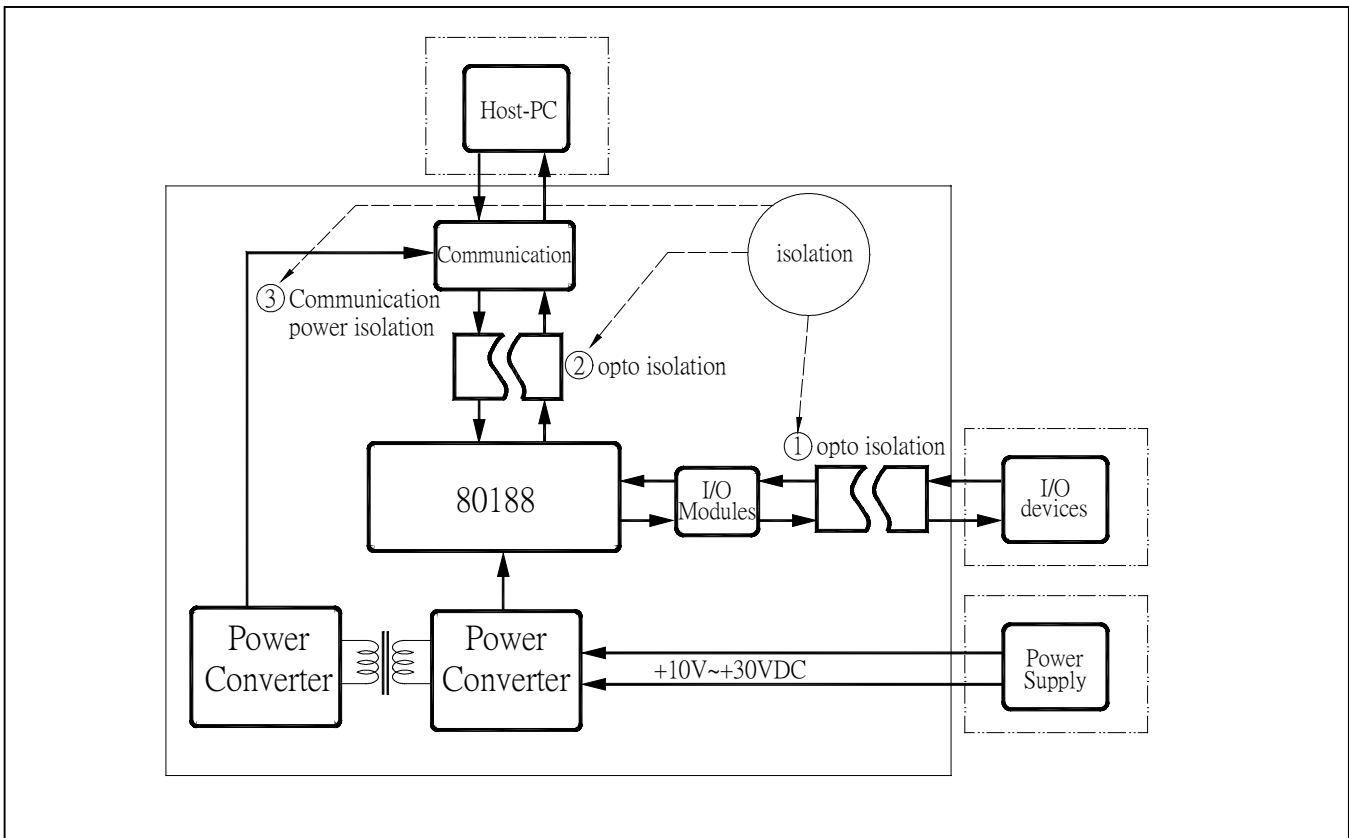 Host-PC
Communication
isolation
③ Communication
power isolation
② opto isolation
① opto isolation
80188
I/O
Modules
I/O
devices
Power
Converter
Power
Converter
+10V~+30VDC
Power
Supply